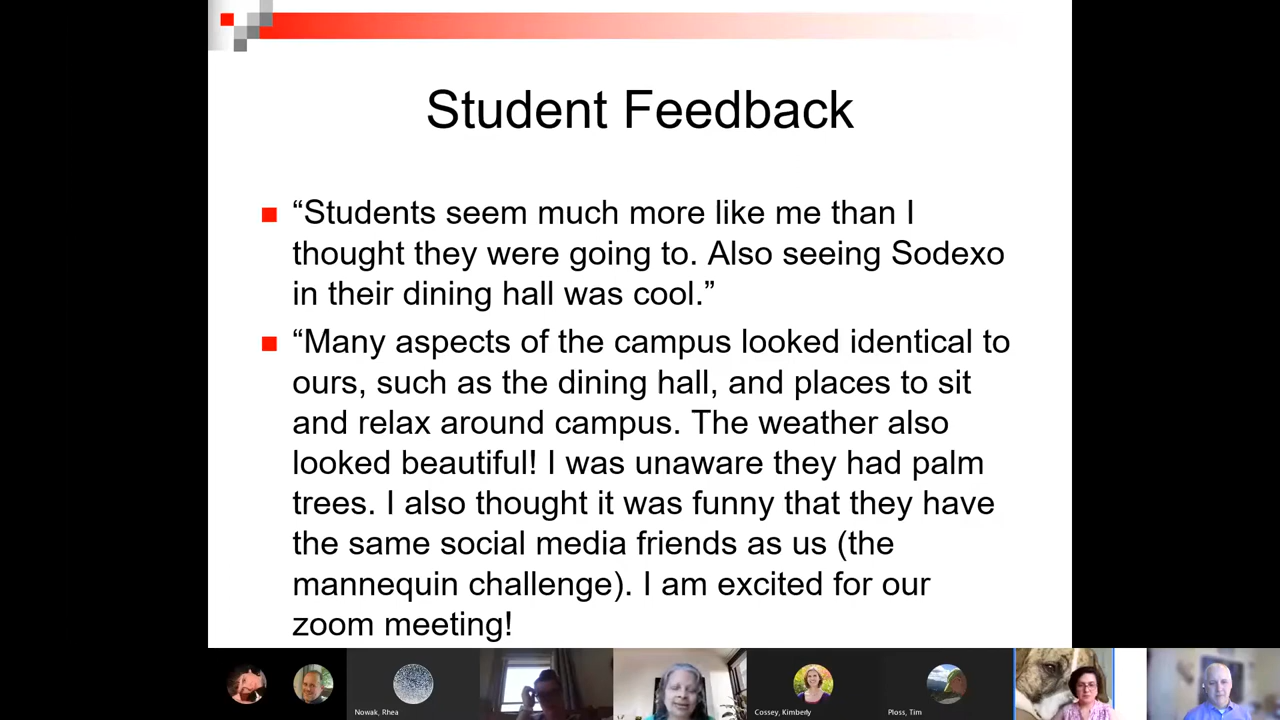 Student Feedback
“Students seem much more like me than I
thought they were going to. Also seeing Sodexo
in their dining hall was cool.”
“Many aspects of the campus looked identical to
ours, such as the dining hall, and places to sit
and relax around campus. The weather also
looked beautiful! I was unaware they had palm
trees. I also thought it was funny that they have
the same social media friends as us (the
mannequin challenge). I am excited for our
zoom meeting!
Nowak, Rhea
Cossey, Kimberly
Ploss, Tim